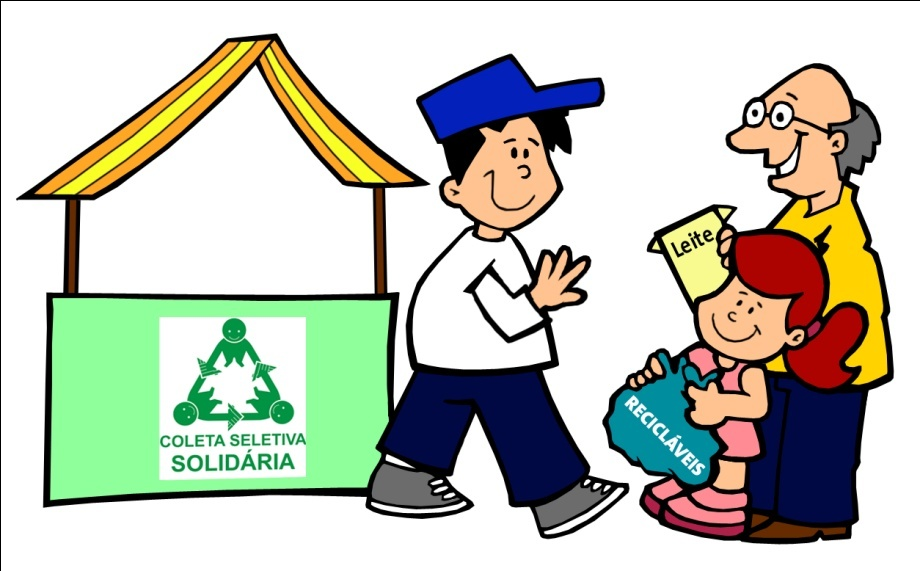 COLETA SELETIVA
SOLIDÁRIA
Leite
RECICLÁVEIS